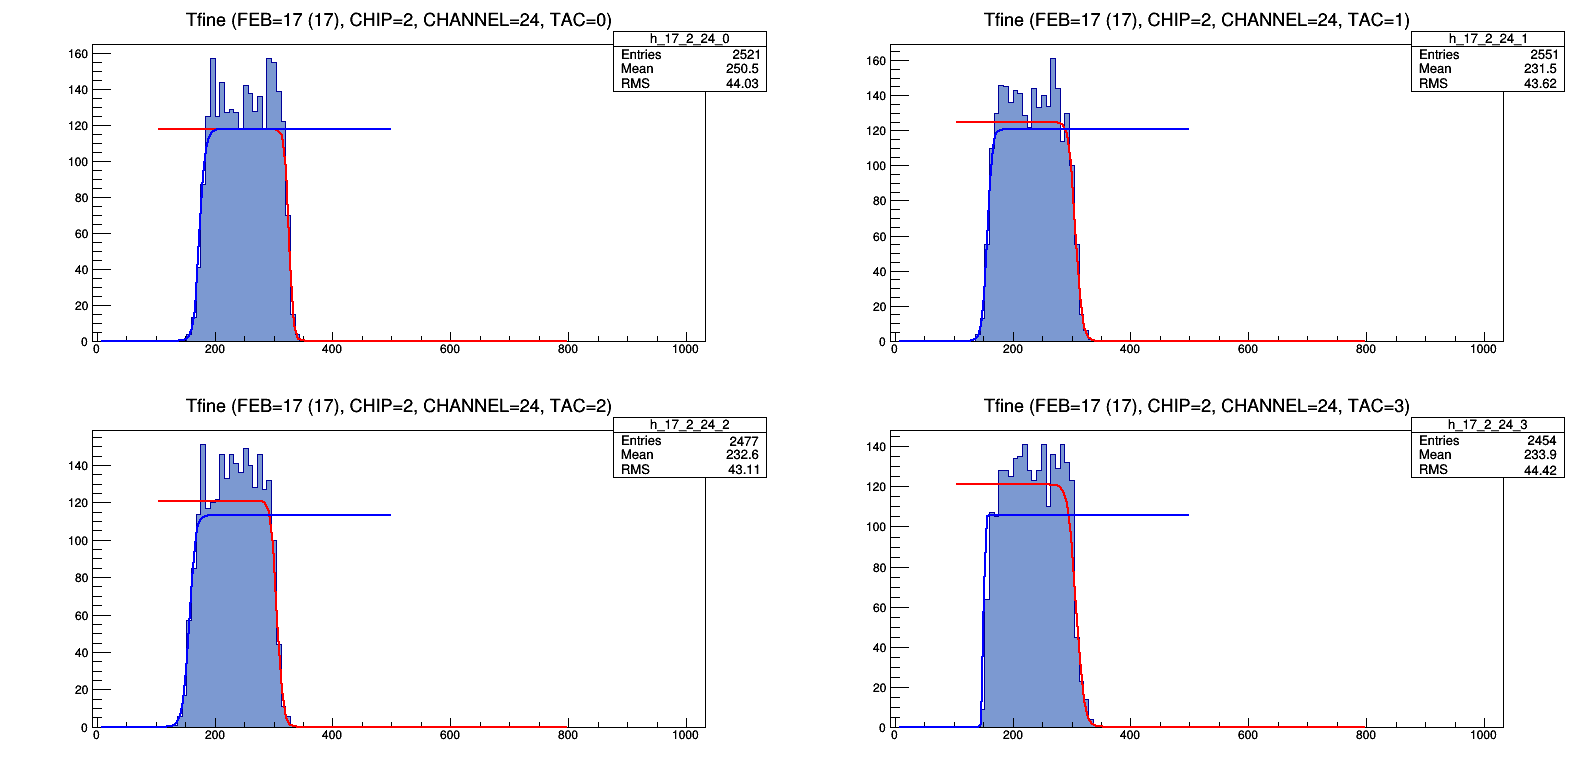 Tfine (FEB=17 (17), CHIP=2, CHANNEL=24, TAC=0)
h_17_2_24_0
Entries 2521
Mean 250.5
RMS 44.03
160
140
120
100
80
60
40
20
0
0 200 400 600 800 1000
Tfine (FEB=17 (17), CHIP=2, CHANNEL=24, TAC=1)
h_17_2_24_1
Entries 2551
Mean 231.5
RMS 43.62
160
140
120
100
80
60
40
20
0
0 200 400 600 800 1000
Tfine (FEB=17 (17), CHIP=2, CHANNEL=24, TAC=2)
h_17_2_24_2
Entries 2477
Mean 232.6
RMS 43.11
140
120
100
80
60
40
20
0
0 200 400 600 800 1000
Tfine (FEB=17 (17), CHIP=2, CHANNEL=24, TAC=3)
h_17_2_24_3
Entries 2454
Mean 233.9
RMS 44.42
140
120
100
80
60
40
20
0
0 200 400 600 800 1000